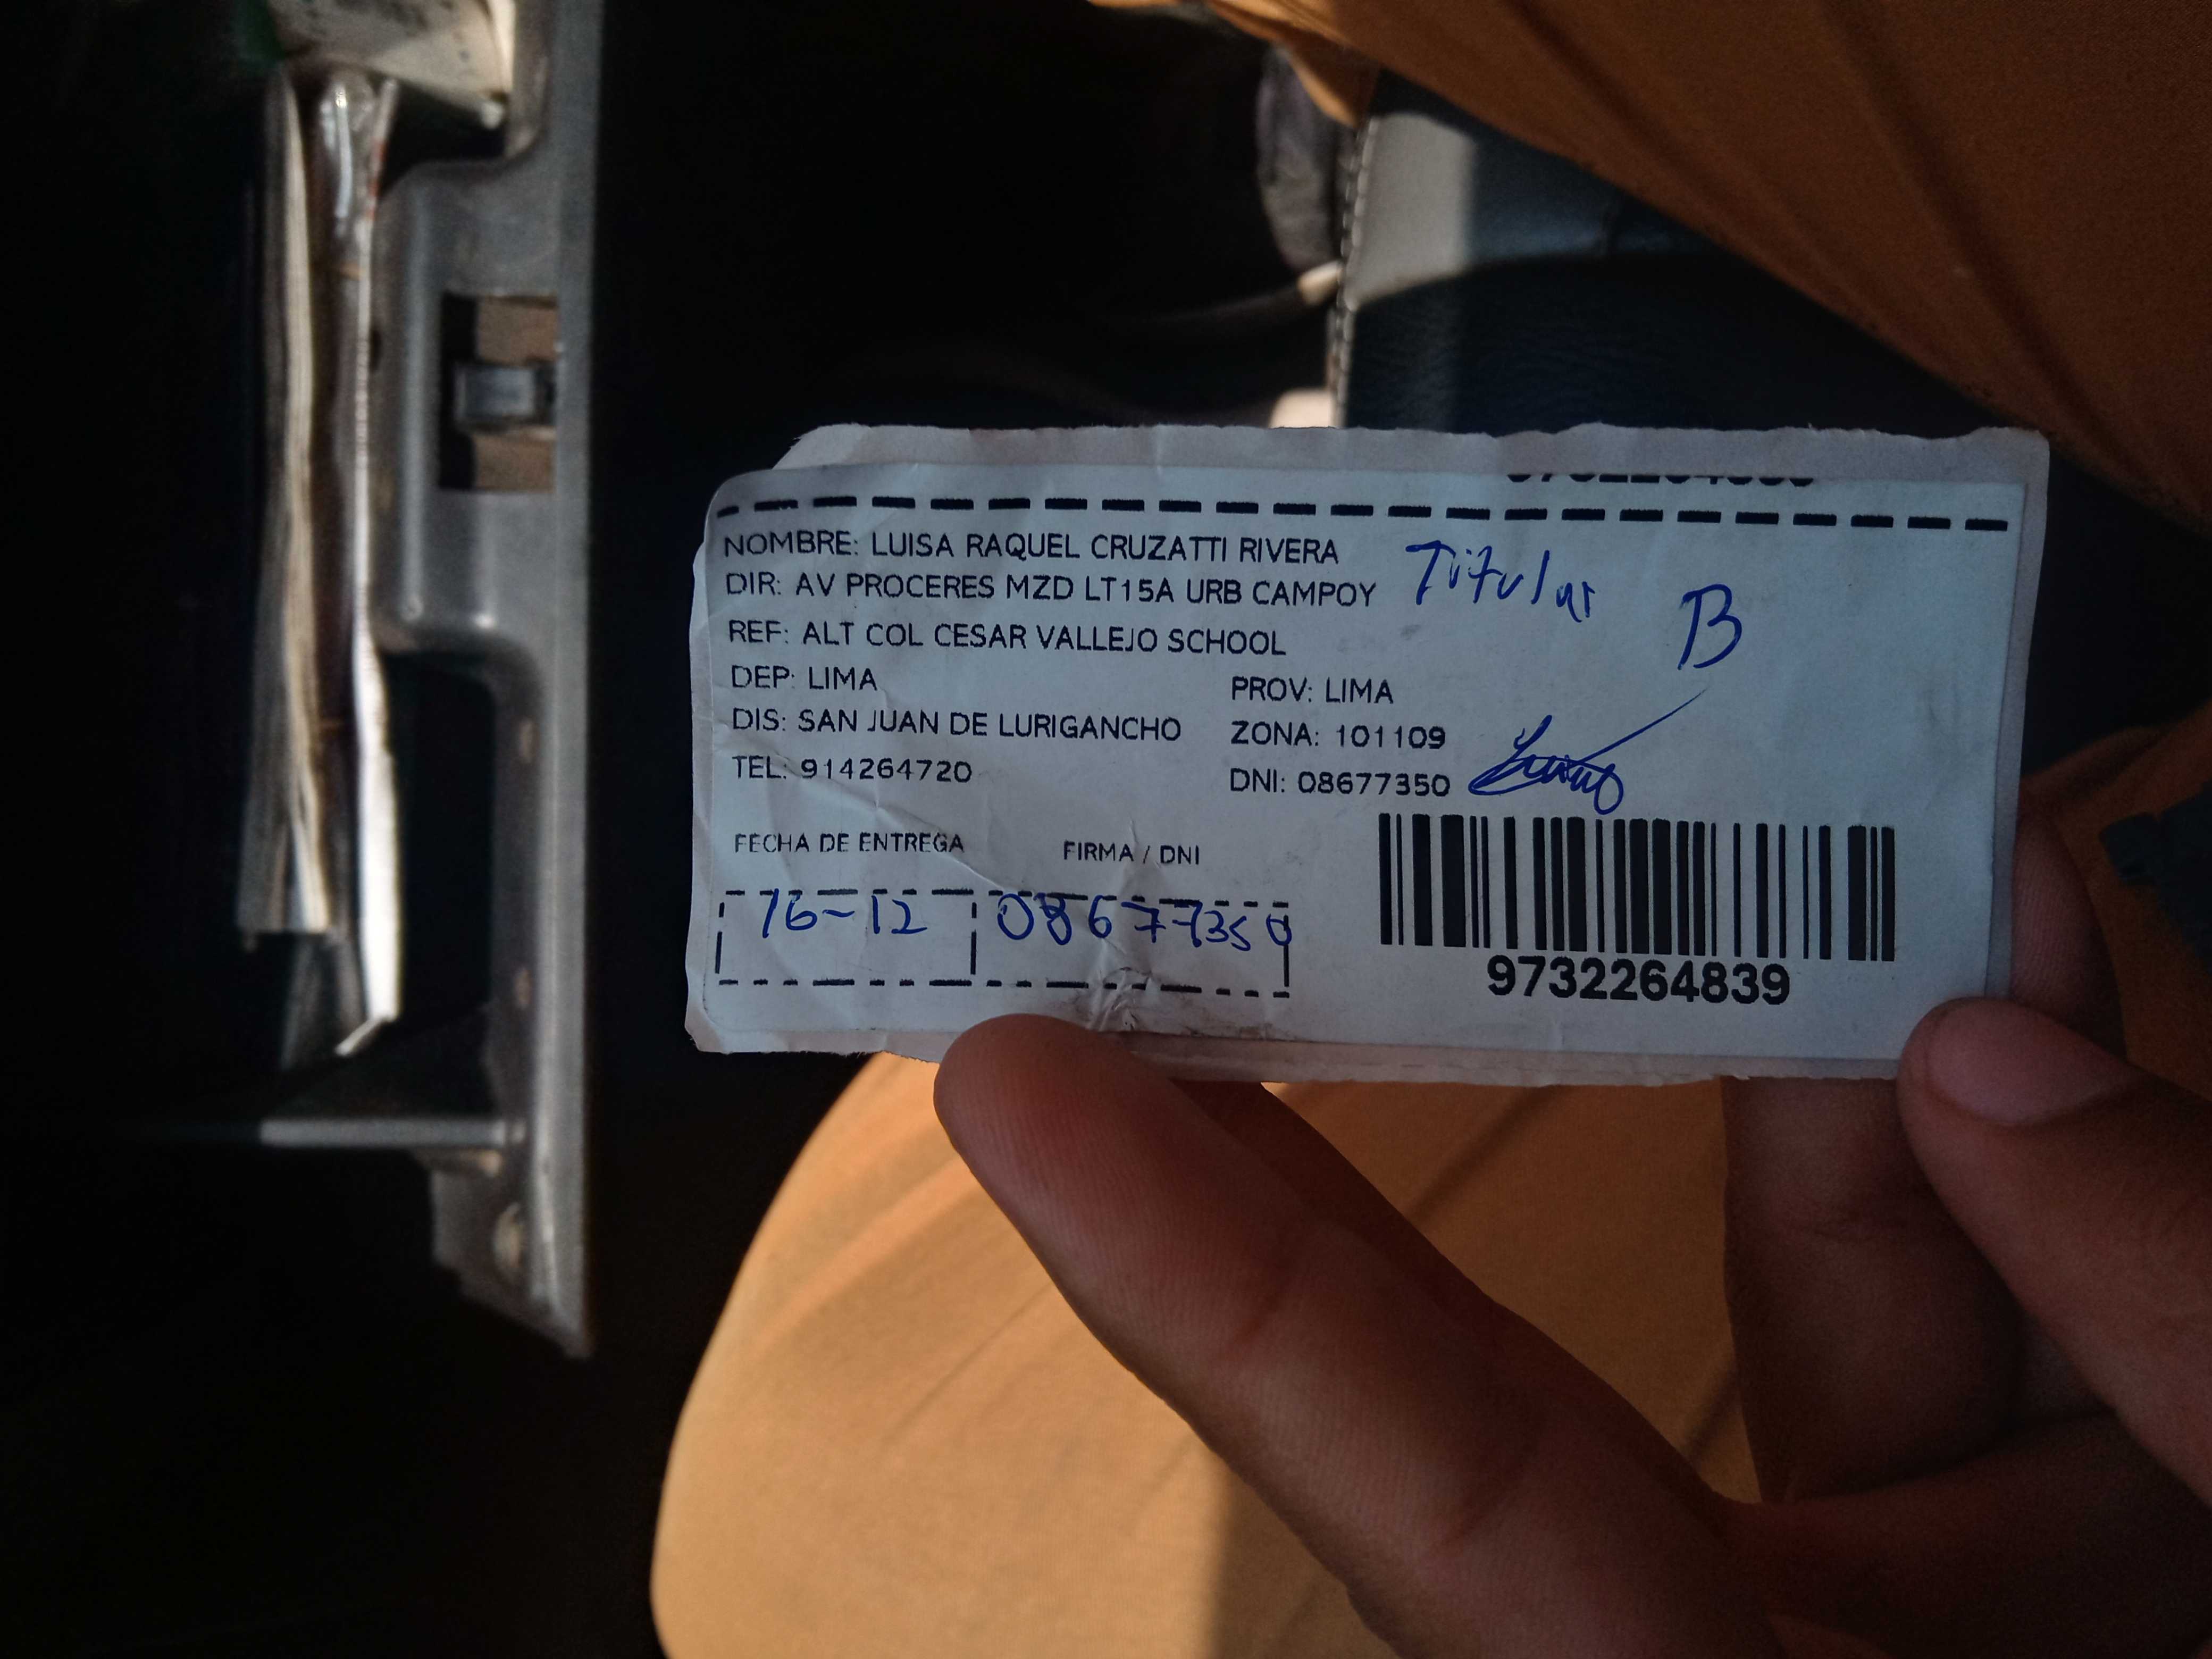 NOMBRE: LUISA RAQUEL CRUZATTI RIVERA Titular
DIR: AV PROCERES MZD LT15A URB CAMPOY B
REF: ALT COL CESAR VALLEJO SCHOOL
DEP: LIMA PROV: LIMA
DIS: SAN JUAN DE LURIGANCHO ZONA: 101109
TEL: 914264720 DNI: 08677350
FECHA DE ENTREGA FIRMA / DNI
16-12 08677350
9732264839